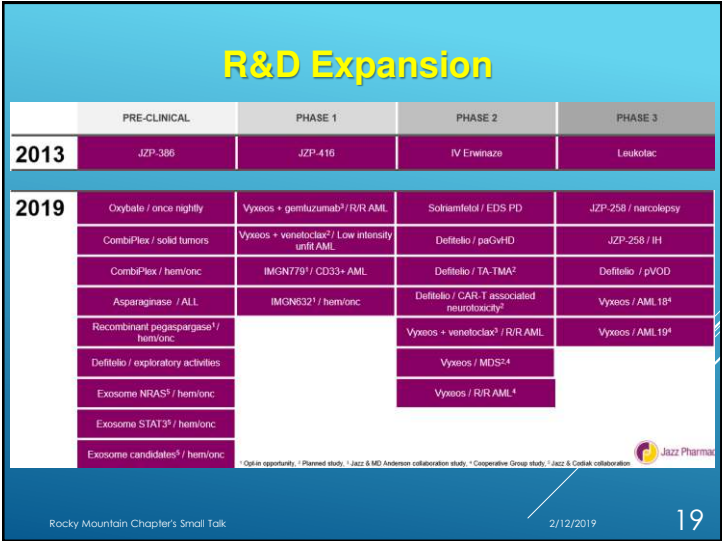 R&D Expansion
PRE-CLINICAL PHASE 1 PHASE 2 PHASE 3
2013 JZP-386 JZP-416 IV Erwinaze Leukotac
2019 Oxybate / once nightly Vyxeos + gemtuzumab³ / R/R AML Solriamfetol / EDS PD JZP-258 / narcolepsy
CombiPlex / solid tumors Vyxeos + venetoclax² / Low intensity unfit AML Defitelio / paGvHD JZP-258 / IH
CombiPlex / hem/onc IMGN779¹ / CD33+ AML Defitelio / TA-TMA² Defitelio / pVOD
Asparaginase / ALL IMGN632¹ / hem/onc Defitelio / CAR-T associated neurotoxicity² Vyxeos / AML18⁴
Recombinant pegaspargase¹ / hem/onc Vyxeos + venetoclax³ / R/R AML Vyxeos / AML19⁴
Defitelio / exploratory activities Vyxeos / MDS²,⁴
Exosome NRAS⁵ / hem/onc Vyxeos / R/R AML⁴
Exosome STAT3⁵ / hem/onc
Exosome candidates⁵ / hem/onc
¹ Opt-in opportunity, ² Planned study, ³ Jazz & MD Anderson collaboration study, ⁴ Cooperative Group study, ⁵ Jazz & Codiak collaboration
Jazz Pharmac
Rocky Mountain Chapter's Small Talk 2/12/2019 19